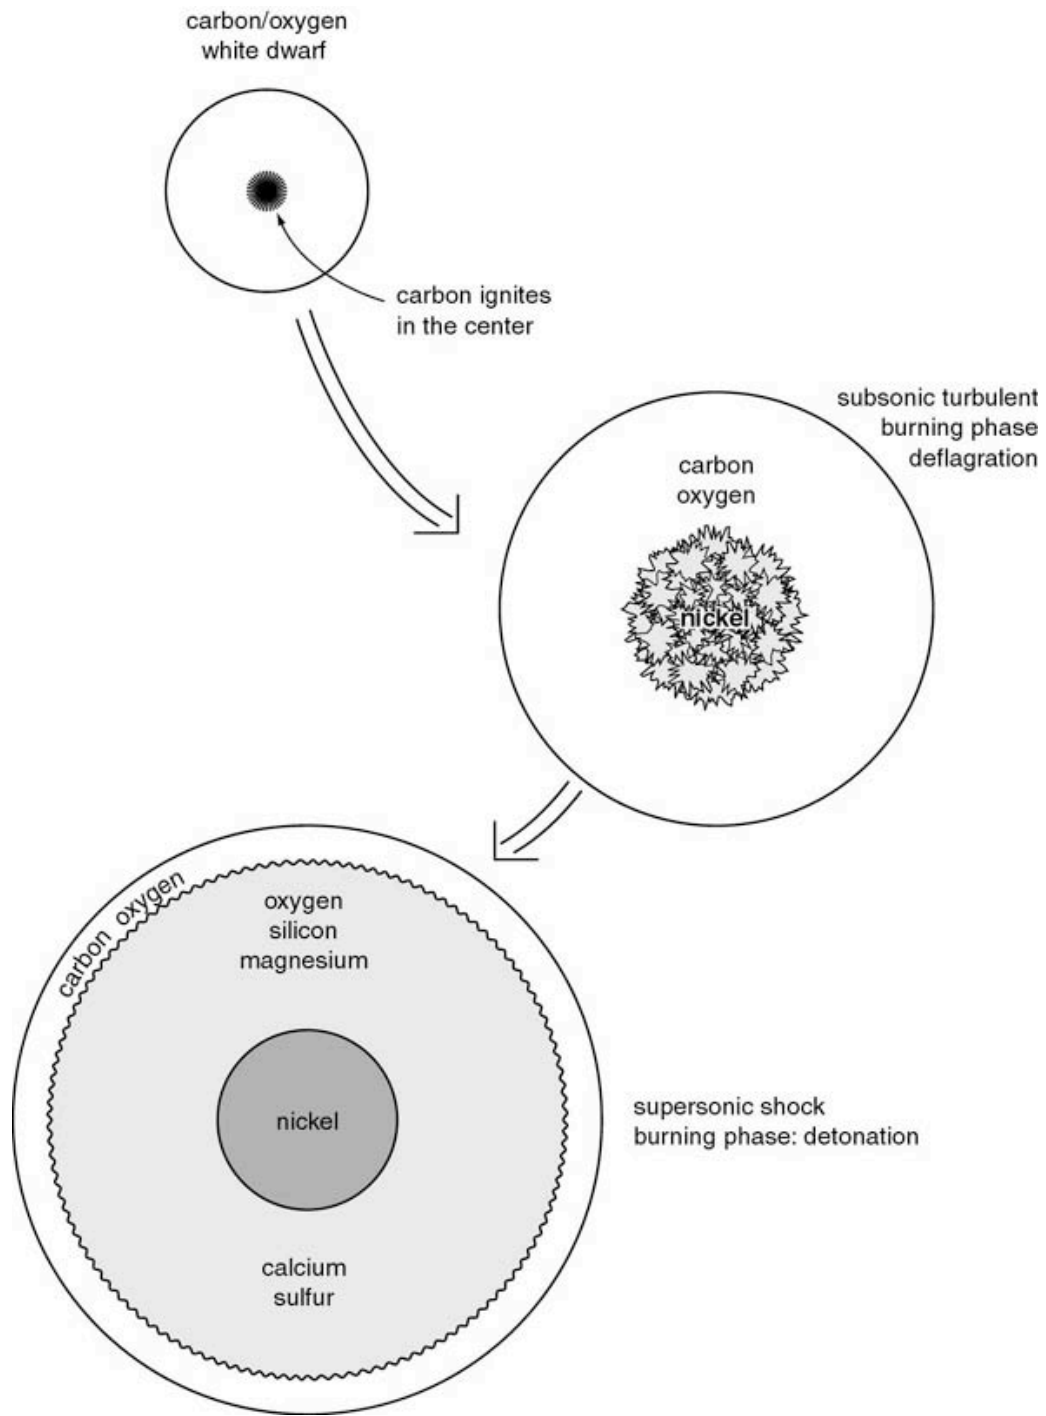 carbon/oxygen
white dwarf
carbon ignites
in the center
subsonic turbulent
burning phase
deflagration
carbon
oxygen
nickel
carbon oxygen
oxygen
silicon
magnesium
nickel
calcium
sulfur
supersonic shock
burning phase: detonation